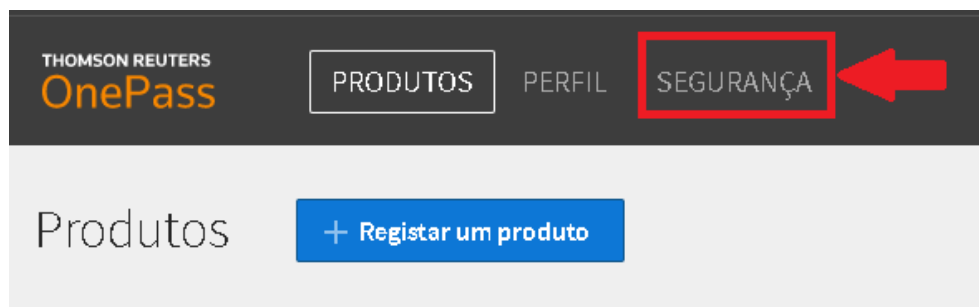 THOMSON REUTERS
OnePass
PRODUTOS PERFIL SEGURANÇA
Produtos
+ Registar um produto